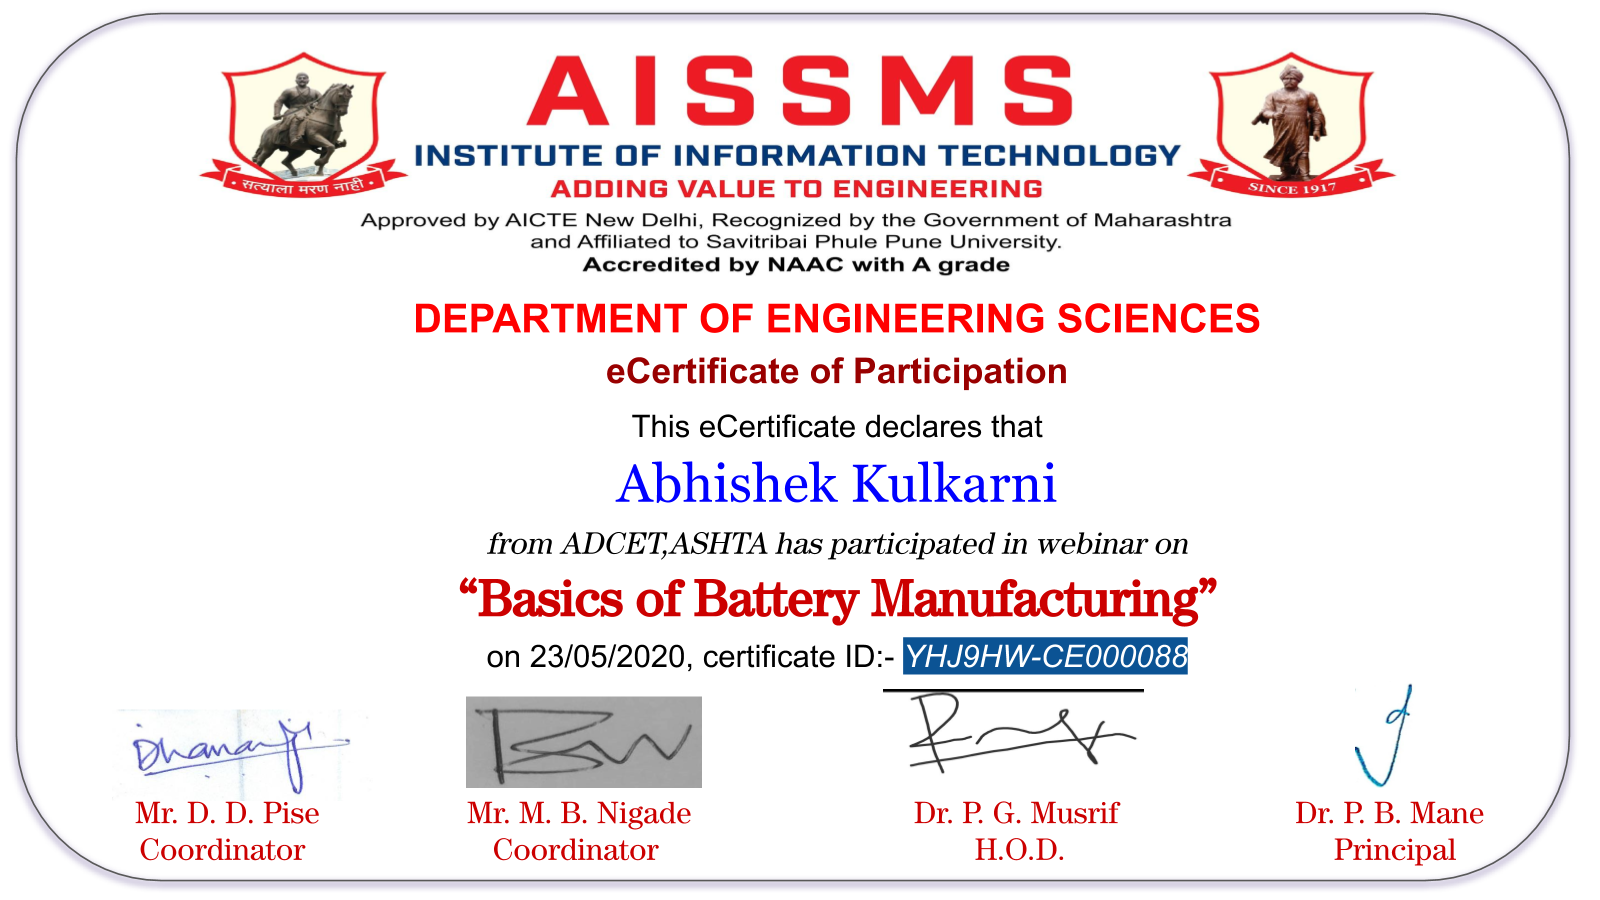 AISSMS
INSTITUTE OF INFORMATION TECHNOLOGY
ADDING VALUE TO ENGINEERING
सत्याला मरण नाही
SINCE 1917
Approved by AICTE New Delhi, Recognized by the Government of Maharashtra
and Affiliated to Savitribai Phule Pune University.
Accredited by NAAC with A grade
DEPARTMENT OF ENGINEERING SCIENCES
eCertificate of Participation
This eCertificate declares that
Abhishek Kulkarni
from ADCET,ASHTA has participated in webinar on
“Basics of Battery Manufacturing”
on 23/05/2020, certificate ID:- YHJ9HW-CE000088
Dhananji
Mr. D. D. Pise
Coordinator
Mr. M. B. Nigade
Coordinator
Dr. P. G. Musrif
H.O.D.
Dr. P. B. Mane
Principal